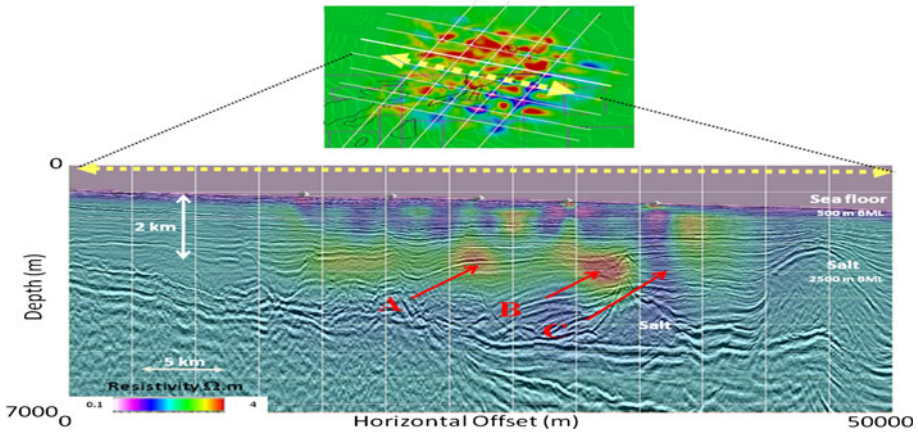 0
Sea floor
500 m BML
2 km
Salt
2500 m BML
Depth (m)
A
B
C
Salt
5 km
Resistivity Ω.m
0.1
4
7000
0
Horizontal Offset (m)
50000